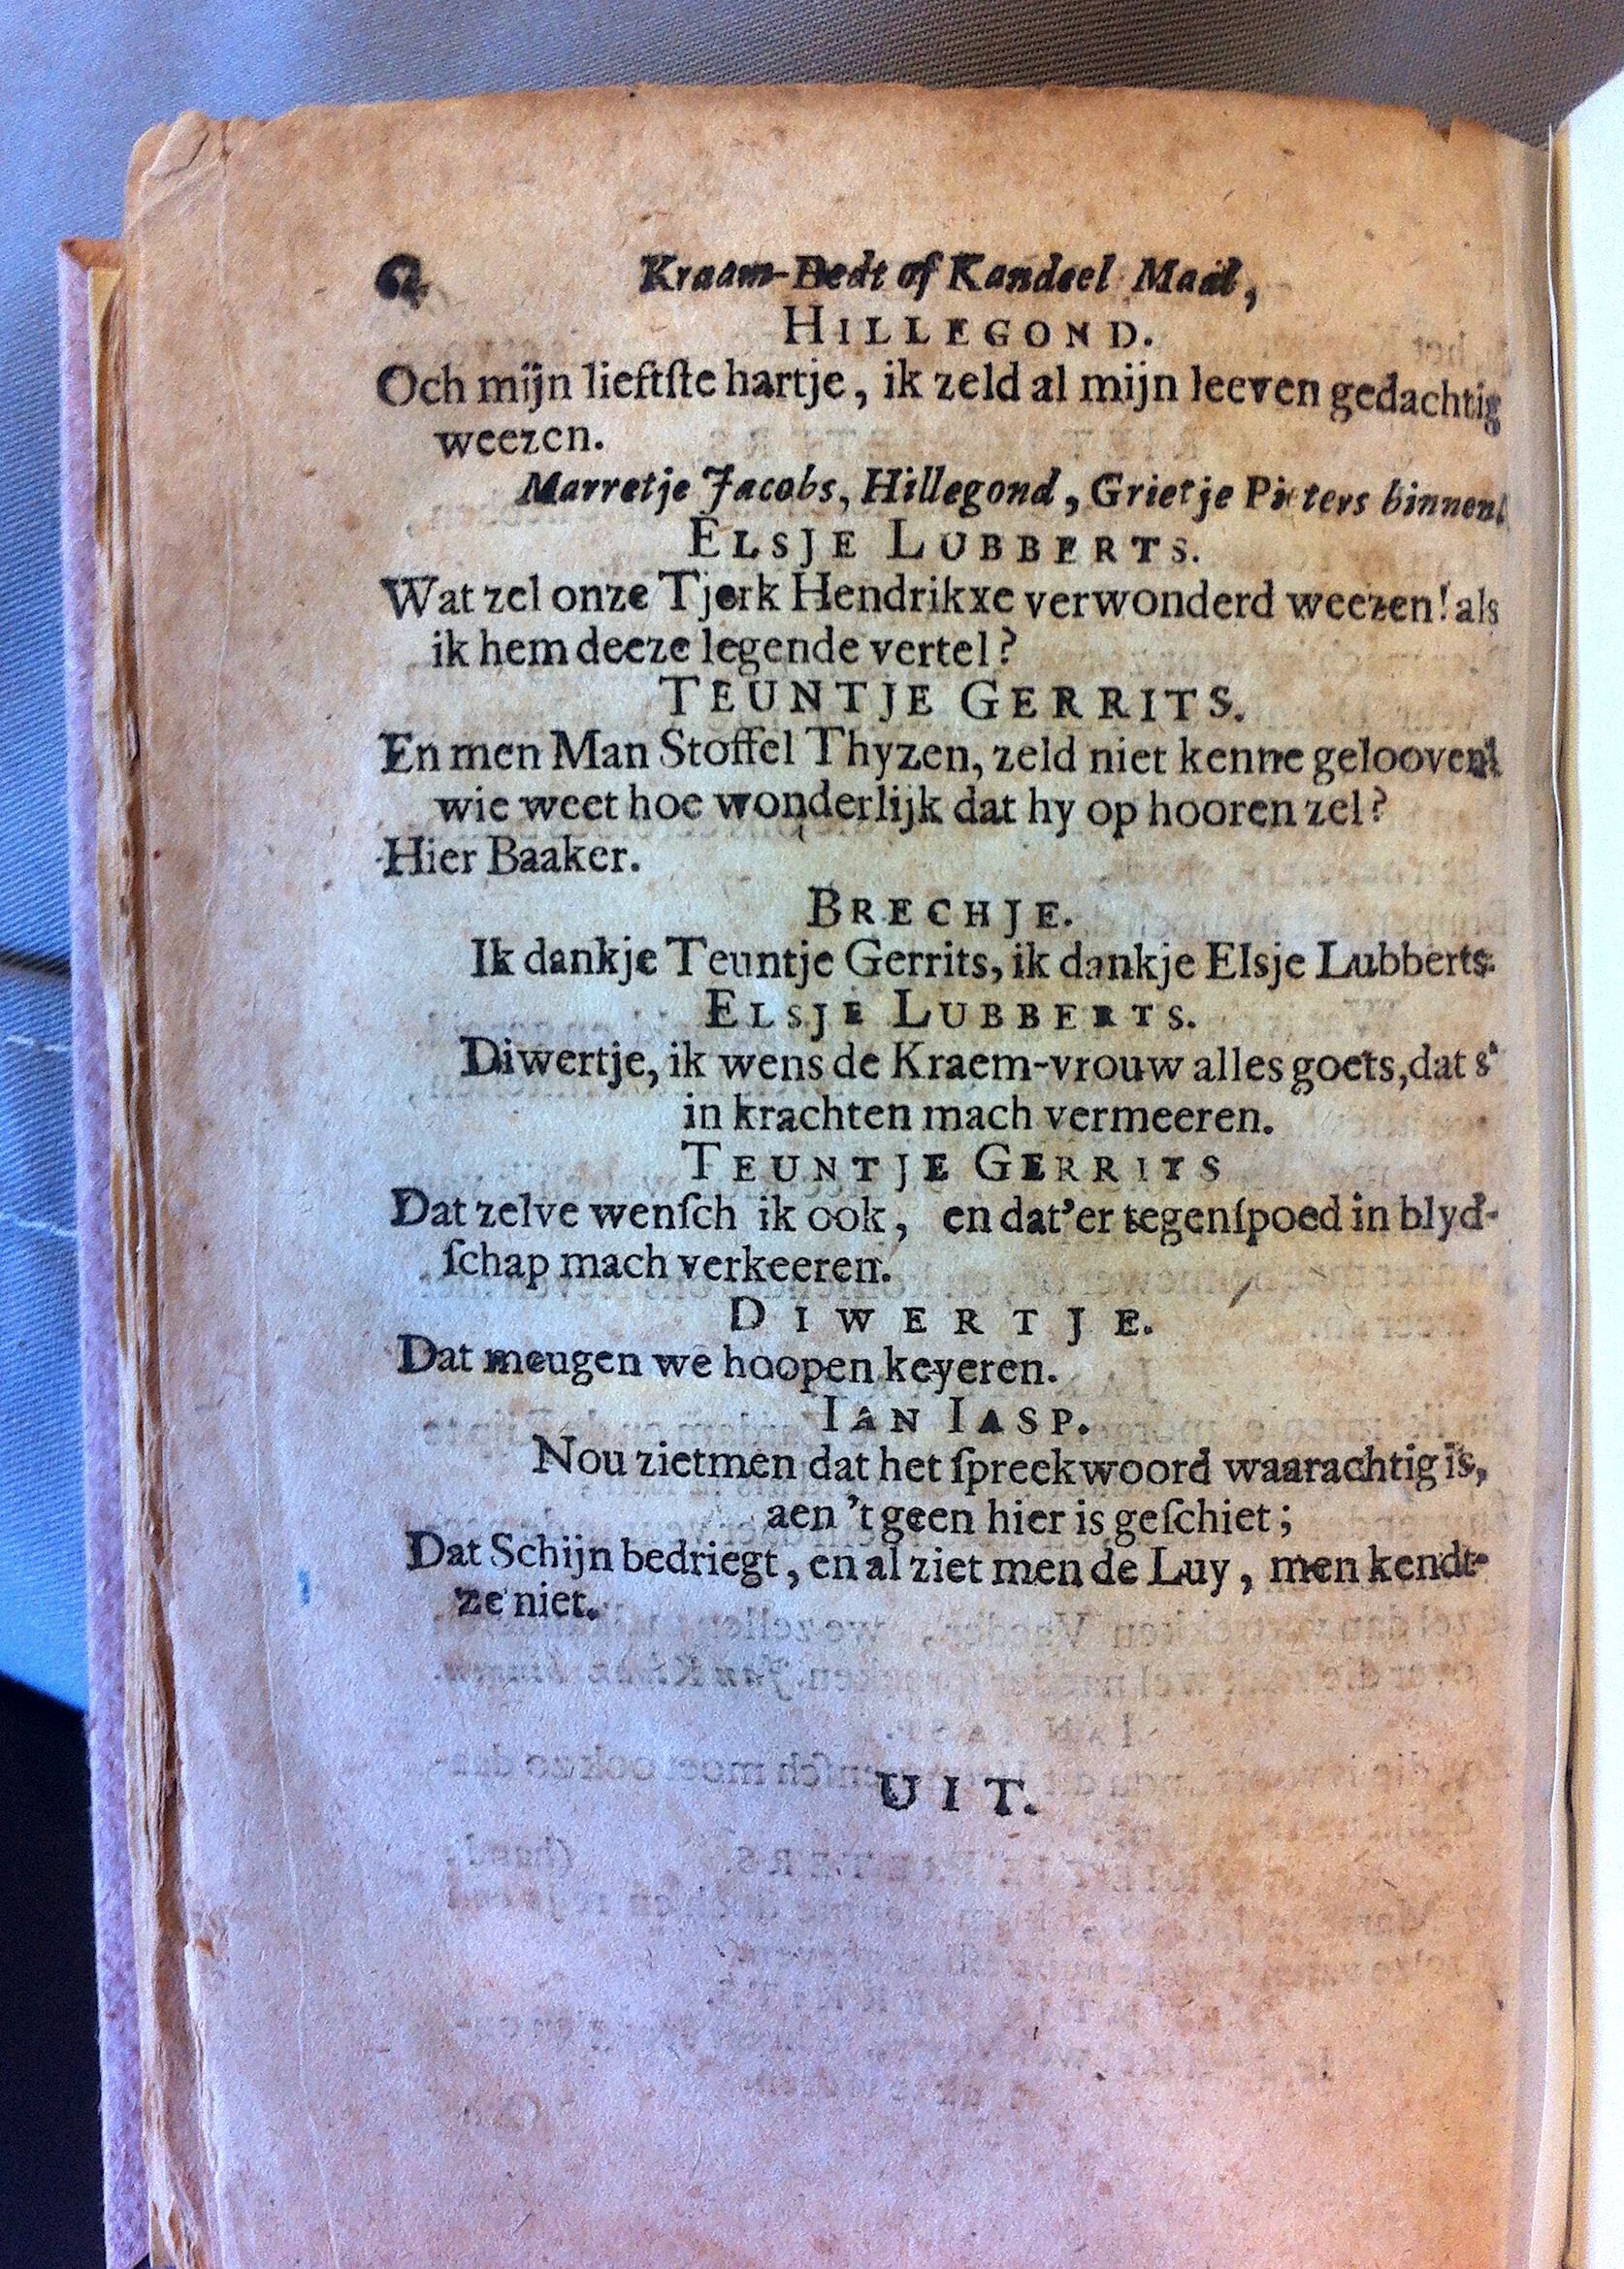 Kraam-Bedt of Kandeel Maal,
HILLEGOND.
Och mijn lieftſte hartje, ik zeld al mijn leeven gedachtig
weezen.
Marretje Jacobs, Hillegond, Grietje Pieters binnen.
ELSJE LUBBERTS.
Wat zel onze Tjerk Hendrikxe verwonderd weezen! als
ik hem deeze legende vertel?
TEUNTJE GERRITS.
En men Man Stoffel Thyzen, zeld niet kenne gelooven!
wie weet hoe wonderlijk dat hy op hooren zel?
Hier Baaker.
BRECHJE.
Ik dankje Teuntje Gerrits, ik dankje Elsje Lubberts.
ELSJE LUBBERTS.
Diwertje, ik wens de Kraem-vrouw alles goets, dat s'
in krachten mach vermeeren.
TEUNTJE GERRITS
Dat zelve wenſch ik ook, en dat'er tegenſpoed in blyd-
ſchap mach verkeeren.
DIWERTJE.
Dat meugen we hoopen keyeren.
IAN IASP.
Nou zietmen dat het ſpreekwoord waarachtig is,
aen 't geen hier is geſchiet;
Dat Schijn bedriegt, en al ziet men de Luy, men kendt
ze niet.
UIT.